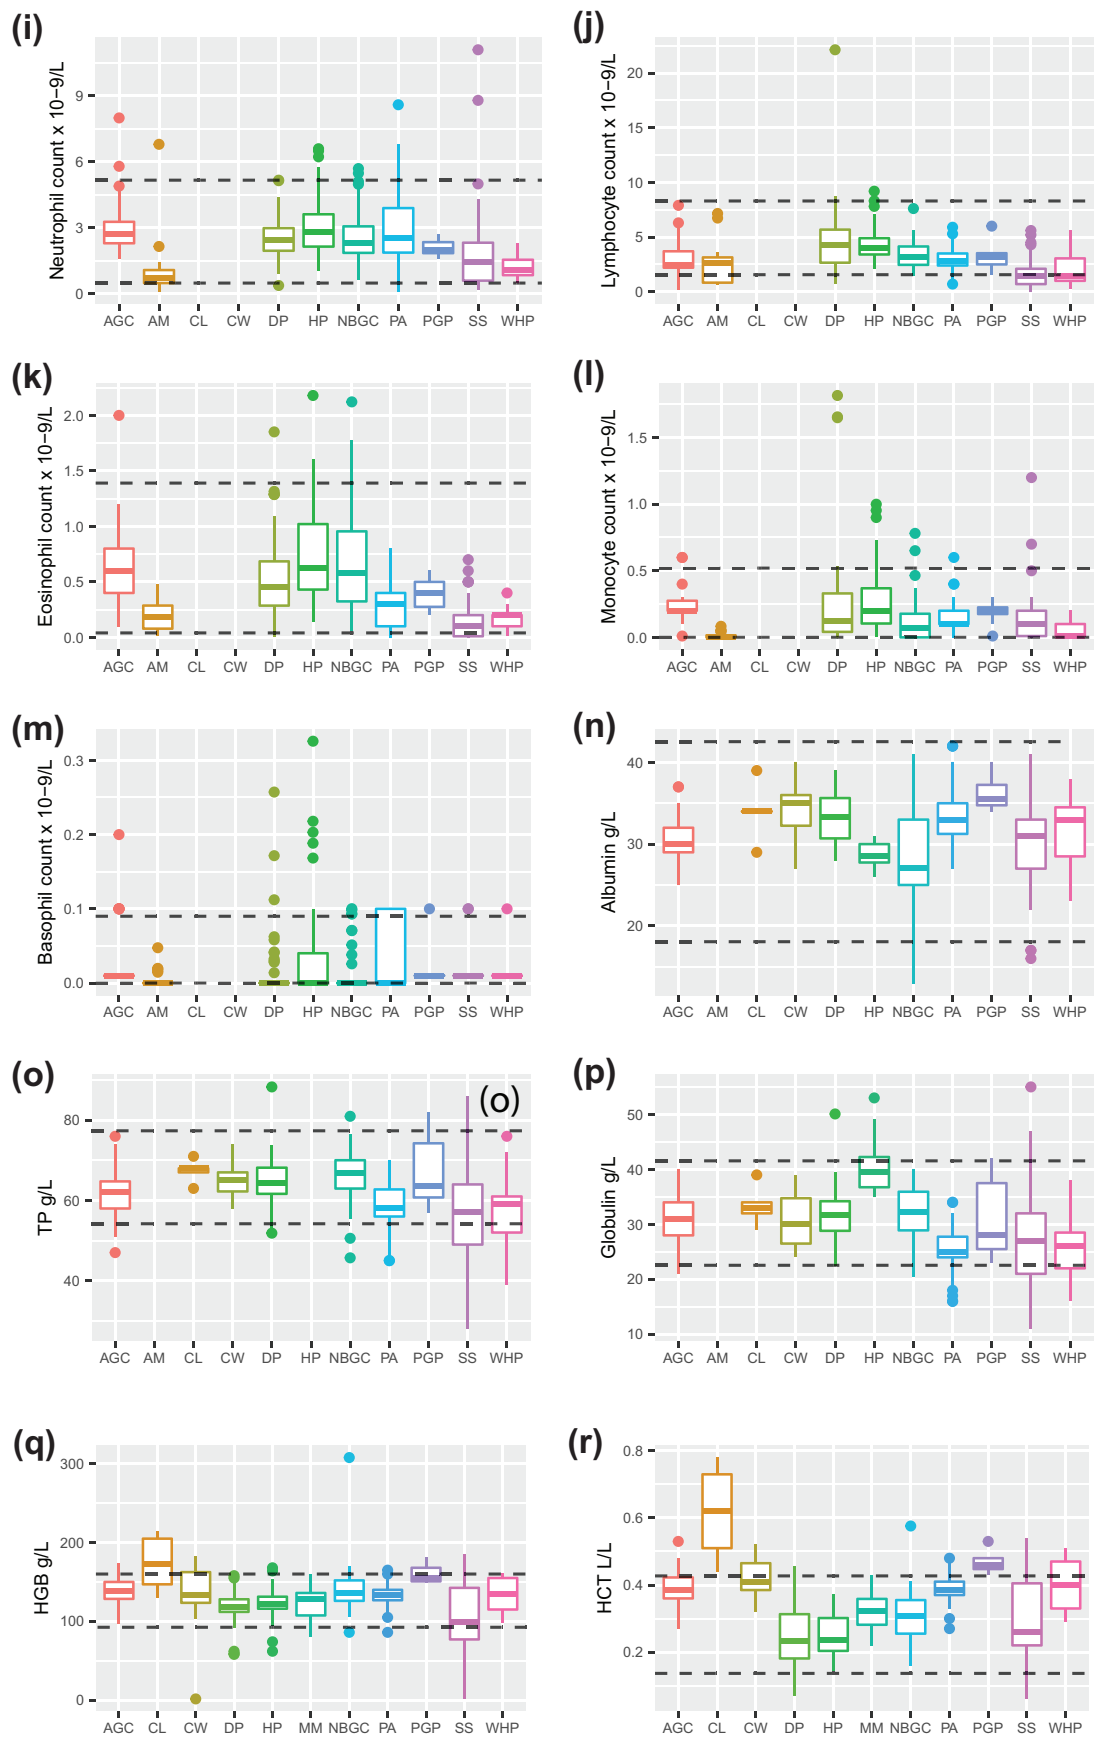 (i)
Neutrophil count x 10−9/L
9
6
3
0
AGC AM CL CW DP HP NBGC PA PGP SS WHP
(j)
Lymphocyte count x 10−9/L
20
15
10
5
0
AGC AM CL CW DP HP NBGC PA PGP SS WHP
(k)
Eosinophil count x 10−9/L
2.0
1.5
1.0
0.5
0.0
AGC AM CL CW DP HP NBGC PA PGP SS WHP
(l)
Monocyte count x 10−9/L
1.5
1.0
0.5
0.0
AGC AM CL CW DP HP NBGC PA PGP SS WHP
(m)
Basophil count x 10−9/L
0.3
0.2
0.1
0.0
AGC AM CL CW DP HP NBGC PA PGP SS WHP
(n)
Albumin g/L
40
30
20
AGC AM CL CW DP HP NBGC PA PGP SS WHP
(o)
(o)
TP g/L
80
60
40
AGC AM CL CW DP HP NBGC PA PGP SS WHP
(p)
Globulin g/L
50
40
30
20
10
AGC AM CL CW DP HP NBGC PA PGP SS WHP
(q)
HGB g/L
300
200
100
0
AGC CL CW DP HP MM NBGC PA PGP SS WHP
(r)
HCT L/L
0.8
0.6
0.4
0.2
AGC CL CW DP HP MM NBGC PA PGP SS WHP